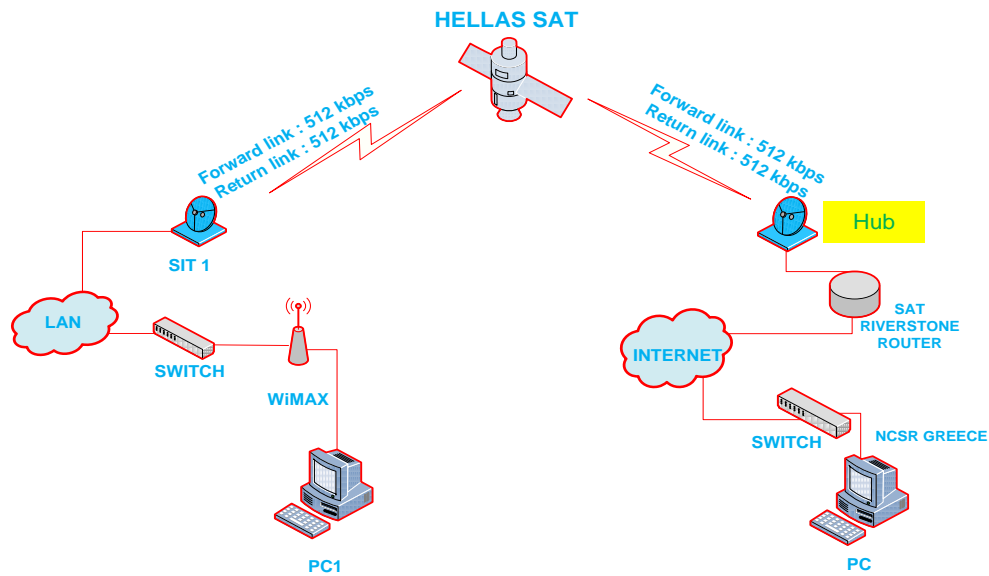 HELLAS SAT
Forward link : 512 kbps
Return link : 512 kbps
Forward link : 512 kbps
Return link : 512 kbps
Hub
SIT 1
LAN
SWITCH
WiMAX
PC1
SAT
RIVERSTONE
ROUTER
INTERNET
SWITCH
NCSR GREECE
PC